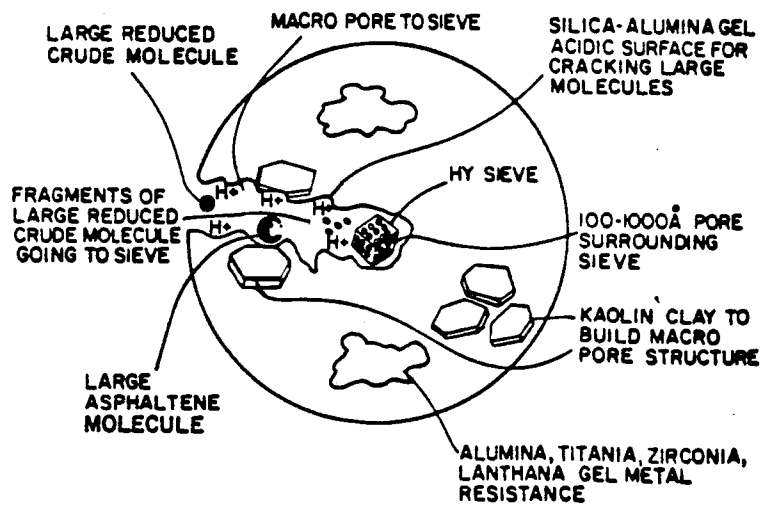 LARGE REDUCED
CRUDE MOLECULE
MACRO PORE TO SIEVE
SILICA-ALUMINA GEL
ACIDIC SURFACE FOR
CRACKING LARGE
MOLECULES
H+
H+
H+
H+
H+
HY SIEVE
FRAGMENTS OF
LARGE REDUCED
CRUDE MOLECULE
GOING TO SIEVE
100-1000Å PORE
SURROUNDING
SIEVE
KAOLIN CLAY TO
BUILD MACRO
PORE STRUCTURE
LARGE
ASPHALTENE
MOLECULE
ALUMINA, TITANIA, ZIRCONIA,
LANTHANA GEL METAL
RESISTANCE